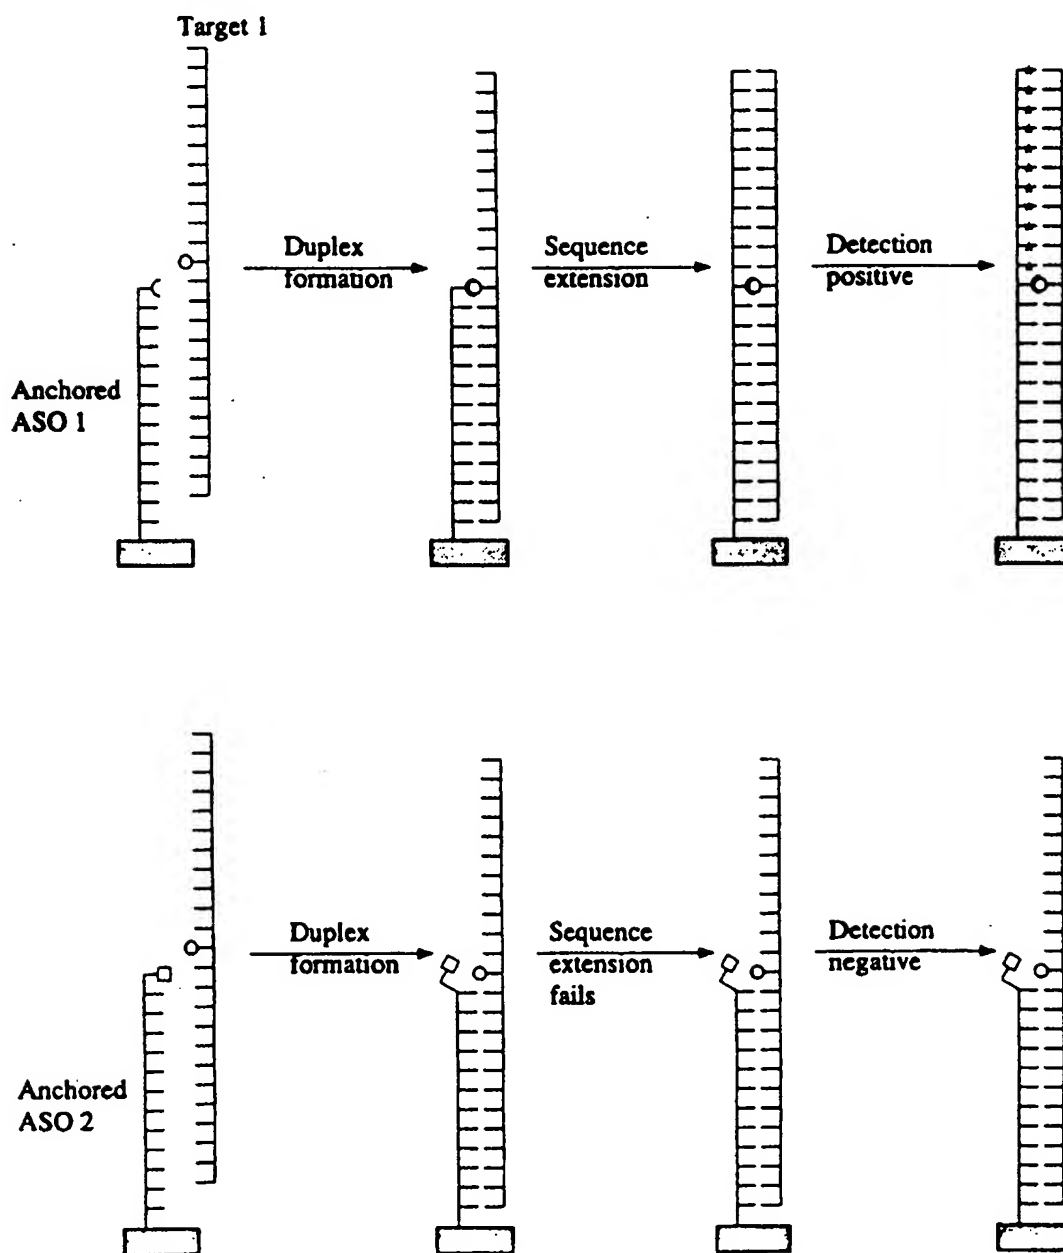 Target 1
Duplex
formation
Sequence
extension
Detection
positive
Anchored
ASO 1
Duplex
formation
Sequence
extension
fails
Detection
negative
Anchored
ASO 2